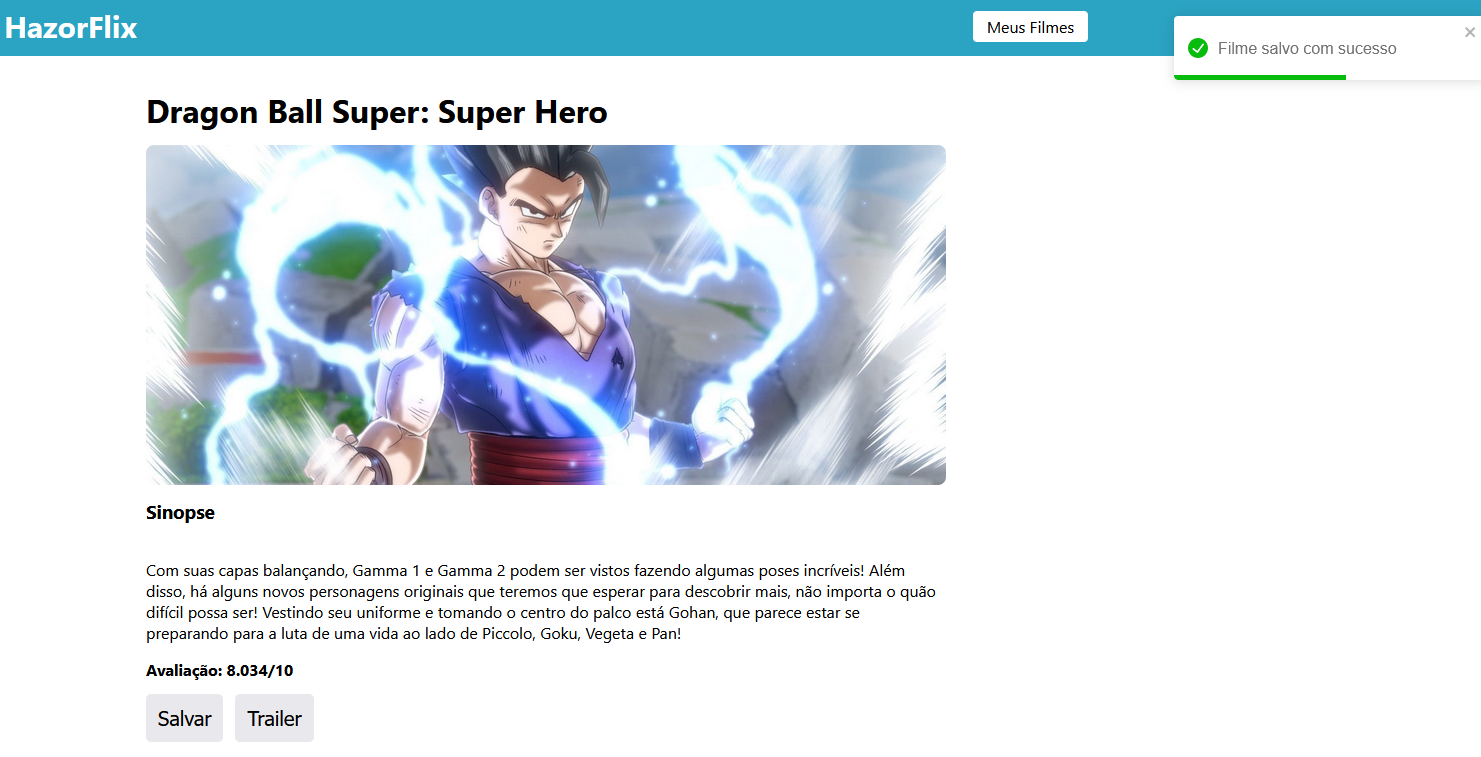 HazorFlix
Meus Filmes
Filme salvo com sucesso
Dragon Ball Super: Super Hero
Sinopse
Com suas capas balançando, Gamma 1 e Gamma 2 podem ser vistos fazendo algumas poses incríveis! Além
disso, há alguns novos personagens originais que teremos que esperar para descobrir mais, não importa o quão
difícil possa ser! Vestindo seu uniforme e tomando o centro do palco está Gohan, que parece estar se
preparando para a luta de uma vida ao lado de Piccolo, Goku, Vegeta e Pan!
Avaliação: 8.034/10
Salvar
Trailer